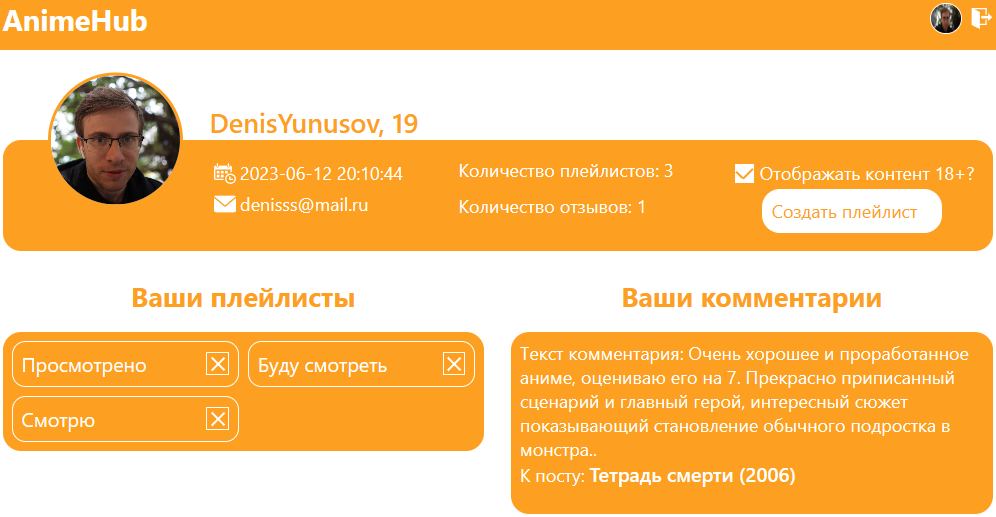 AnimeHub
DenisYunusov, 19
2023-06-12 20:10:44
Количество плейлистов: 3
Отображать контент 18+?
denisss@mail.ru
Количество отзывов: 1
Создать плейлист
Ваши плейлисты
Ваши комментарии
Просмотрено
Буду смотреть
Смотрю
Текст комментария: Очень хорошее и проработанное
аниме, оцениваю его на 7. Прекрасно приписанный
сценарий и главный герой, интересный сюжет
показывающий становление обычного подростка в
монстра..
К посту: Тетрадь смерти (2006)